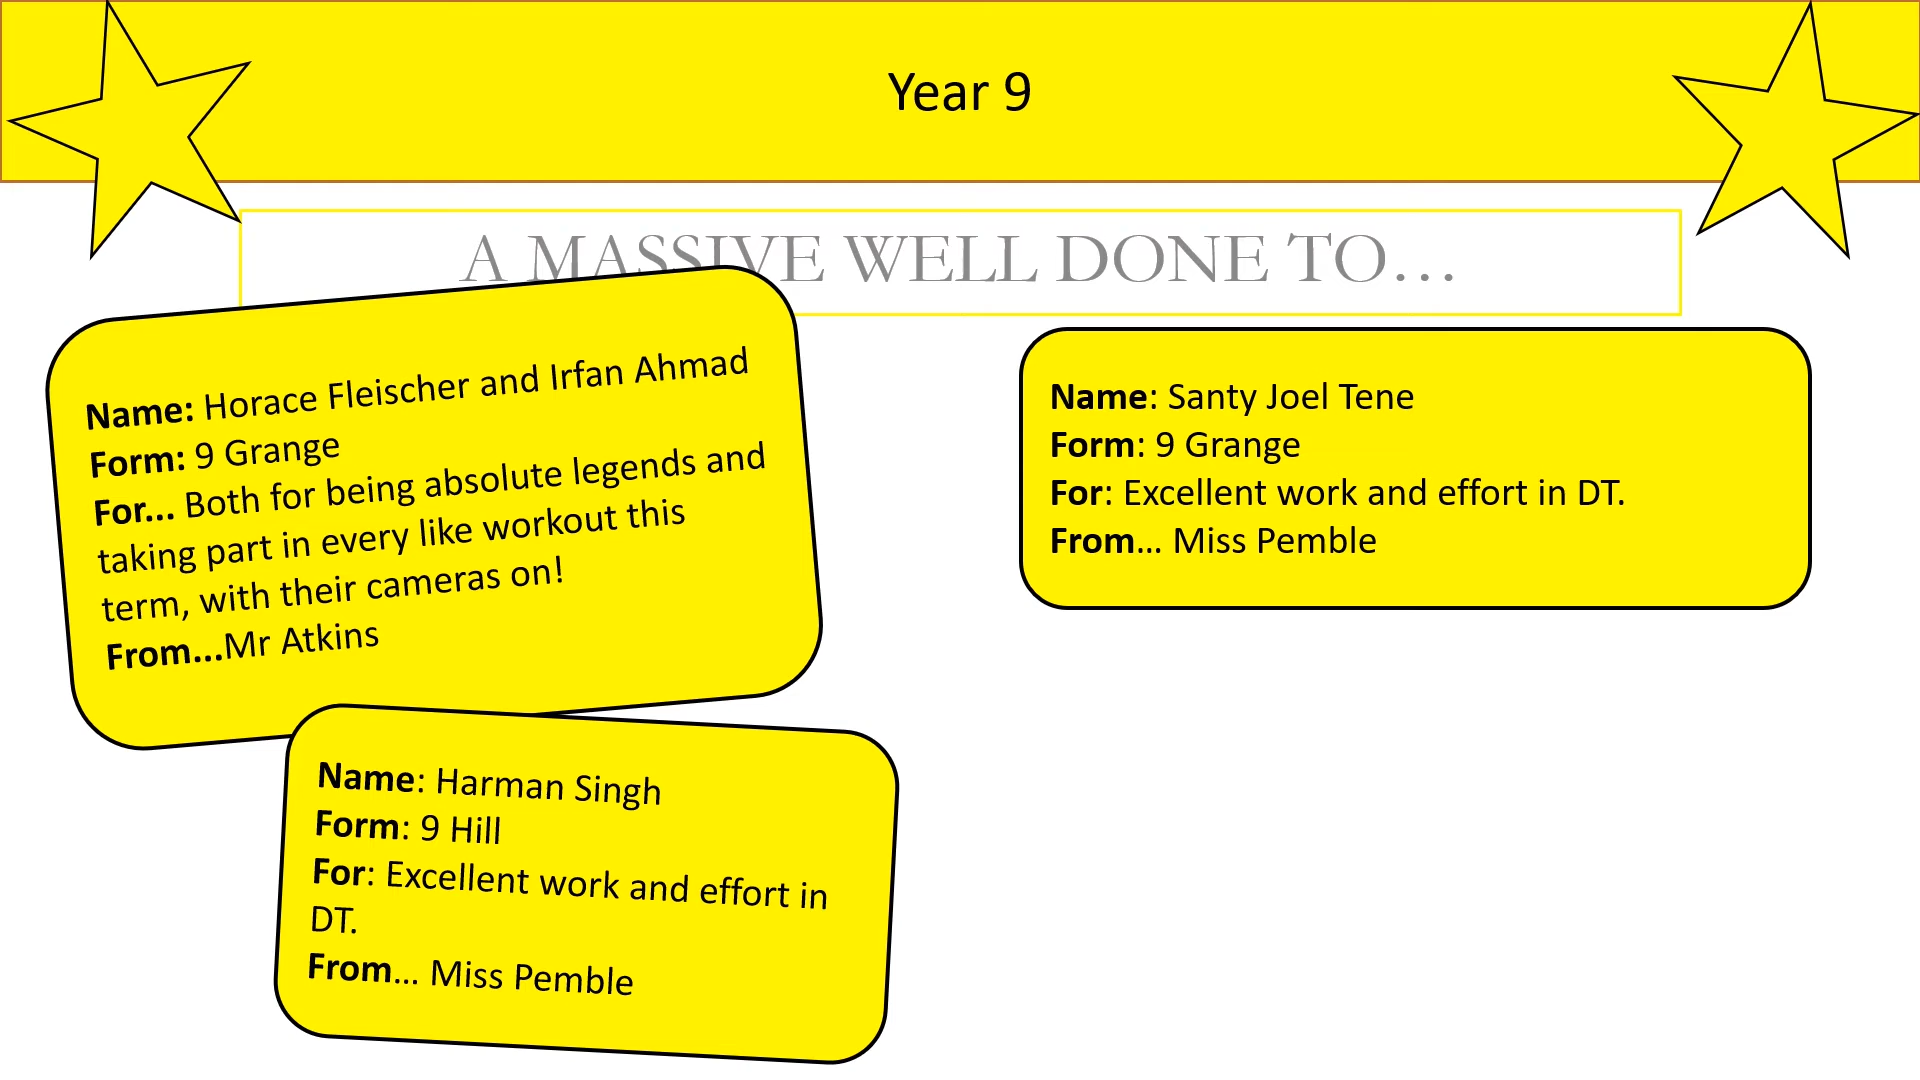 Year 9
A MASSIVE WELL DONE TO…
Name: Horace Fleischer and Irfan Ahmad
Form: 9 Grange
For... Both for being absolute legends and
taking part in every like workout this
term, with their cameras on!
From...Mr Atkins
Name: Santy Joel Tene
Form: 9 Grange
For: Excellent work and effort in DT.
From... Miss Pemble
Name: Harman Singh
Form: 9 Hill
For: Excellent work and effort in
DT.
From... Miss Pemble